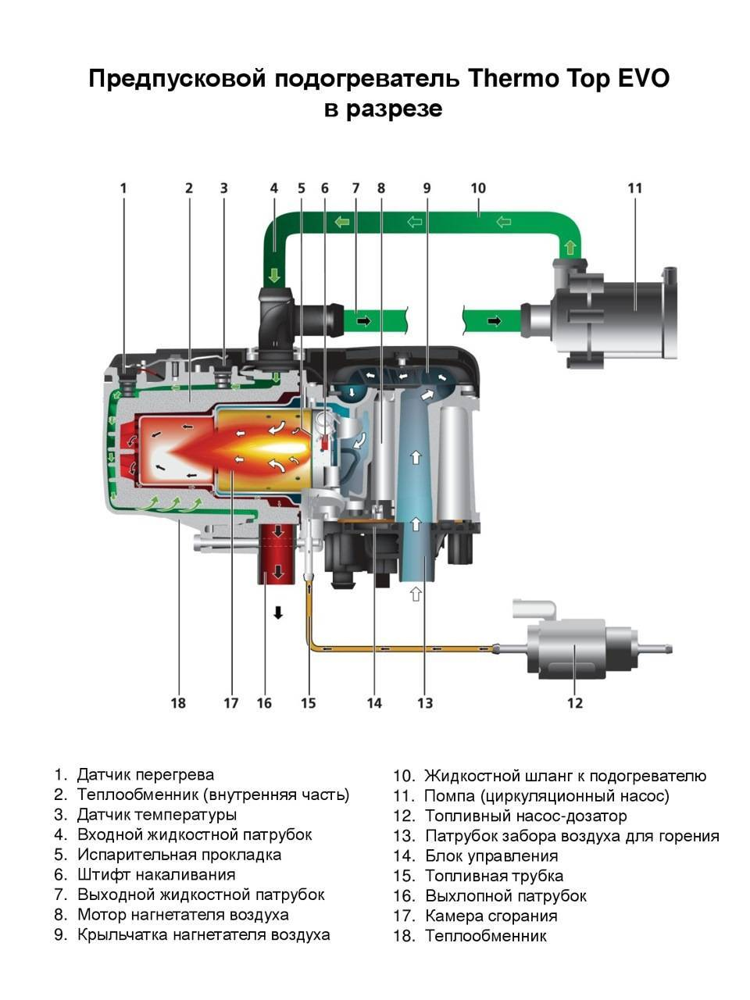 Предпусковой подогреватель Thermo Top EVO
в разрезе
1 2 3 4 5 6 7 8 9 10 11
18 17 16 15 14 13 12
1. Датчик перегрева
2. Теплообменник (внутренняя часть)
3. Датчик температуры
4. Входной жидкостной патрубок
5. Испарительная прокладка
6. Штифт накаливания
7. Выходной жидкостной патрубок
8. Мотор нагнетателя воздуха
9. Крыльчатка нагнетателя воздуха
10. Жидкостной шланг к подогревателю
11. Помпа (циркуляционный насос)
12. Топливный насос-дозатор
13. Патрубок забора воздуха для горения
14. Блок управления
15. Топливная трубка
16. Выхлопной патрубок
17. Камера сгорания
18. Теплообменник